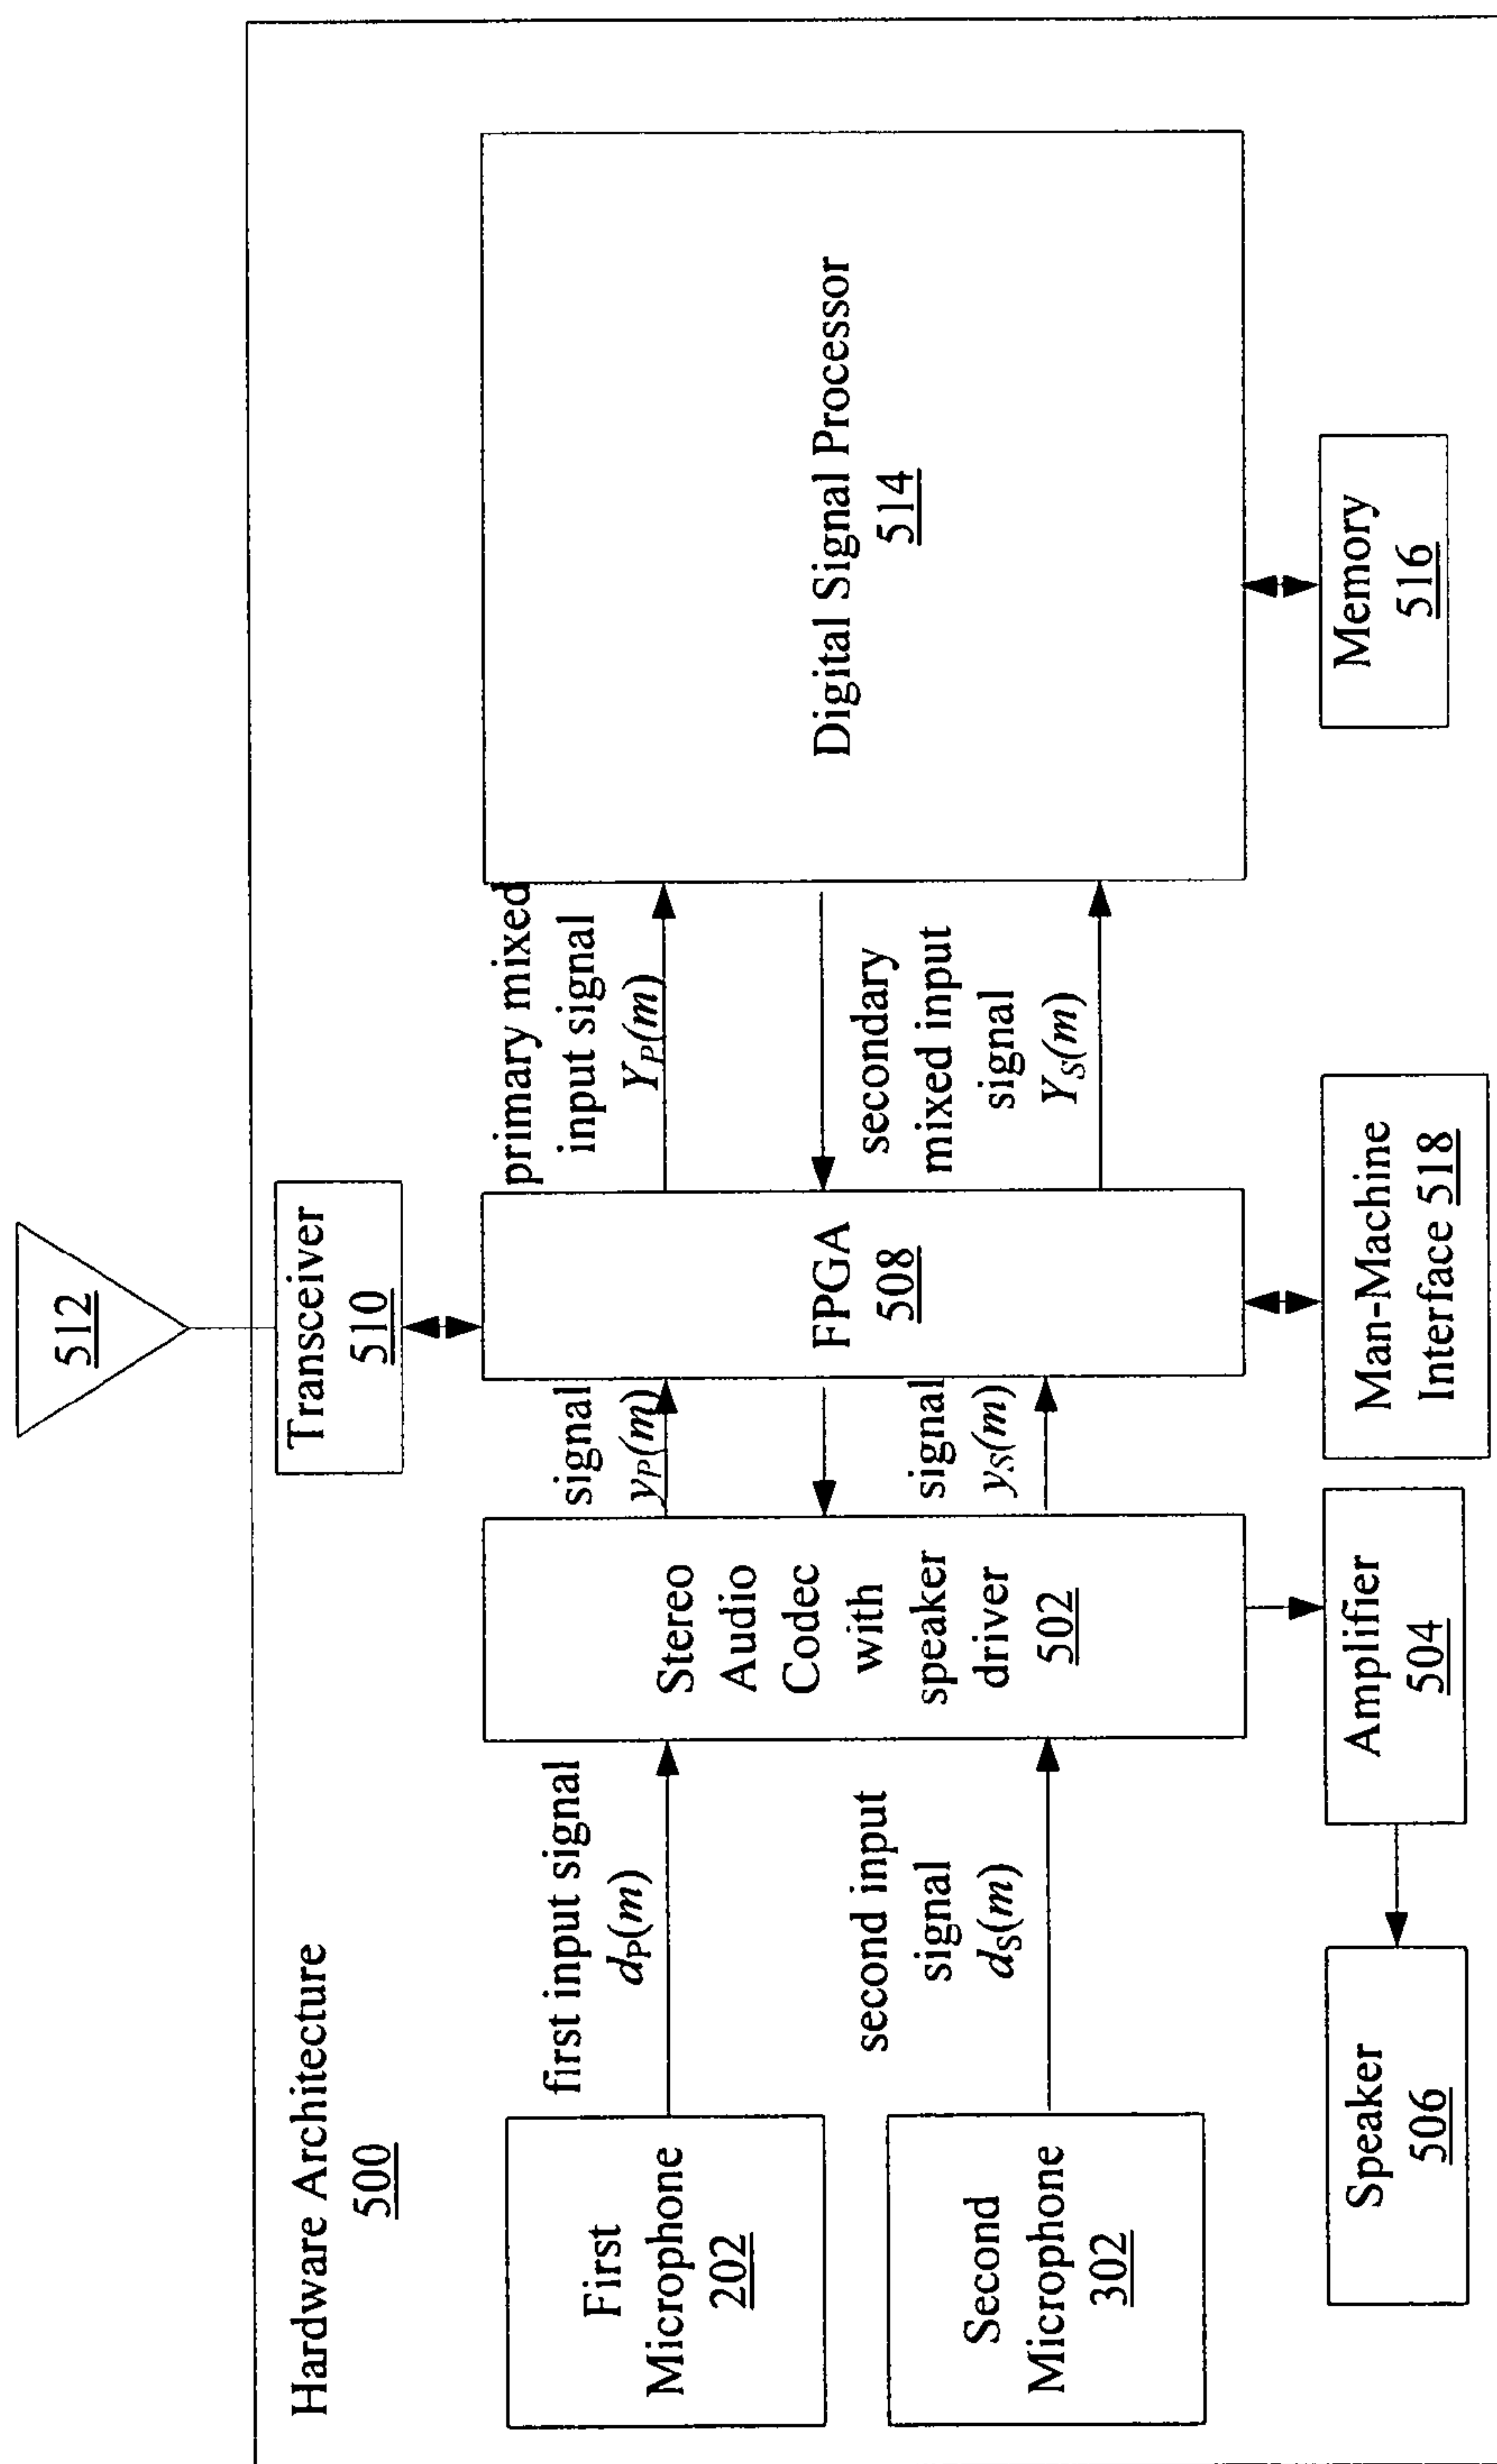 Hardware Architecture
500
512
Transceiver
510
First
Microphone
202
first input signal
dP(m)
Second
Microphone
302
second input
signal
dS(m)
Stereo
Audio
Codec
with
speaker
driver
502
signal
yP(m)
signal
yS(m)
FPGA
508
primary mixed
input signal
YP(m)
secondary
mixed input
signal
YS(m)
Digital Signal Processor
514
Speaker
506
Amplifier
504
Man-Machine
Interface 518
Memory
516